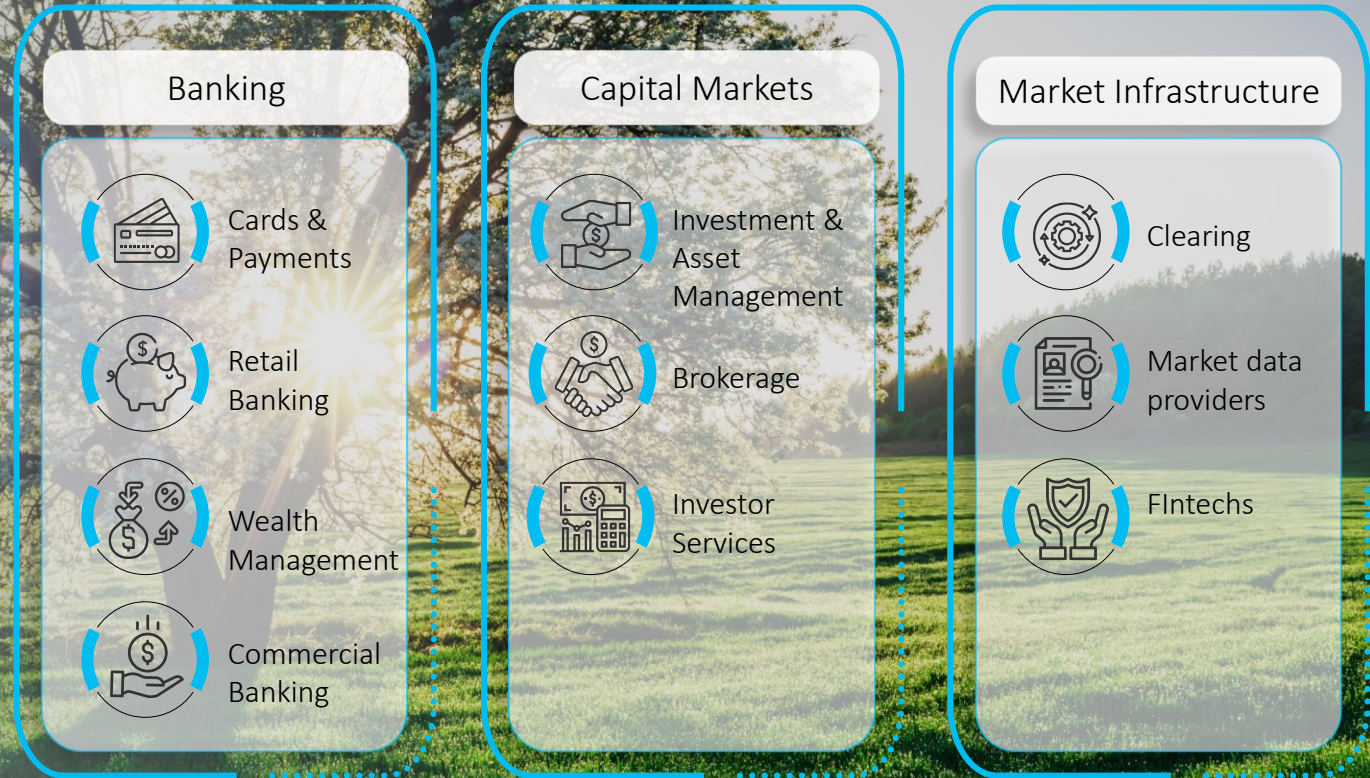 Banking
Cards &
Payments
Retail
Banking
Wealth
Management
Commercial
Banking
Capital Markets
Investment &
Asset
Management
Brokerage
Investor
Services
Market Infrastructure
Clearing
Market data
providers
FIntechs